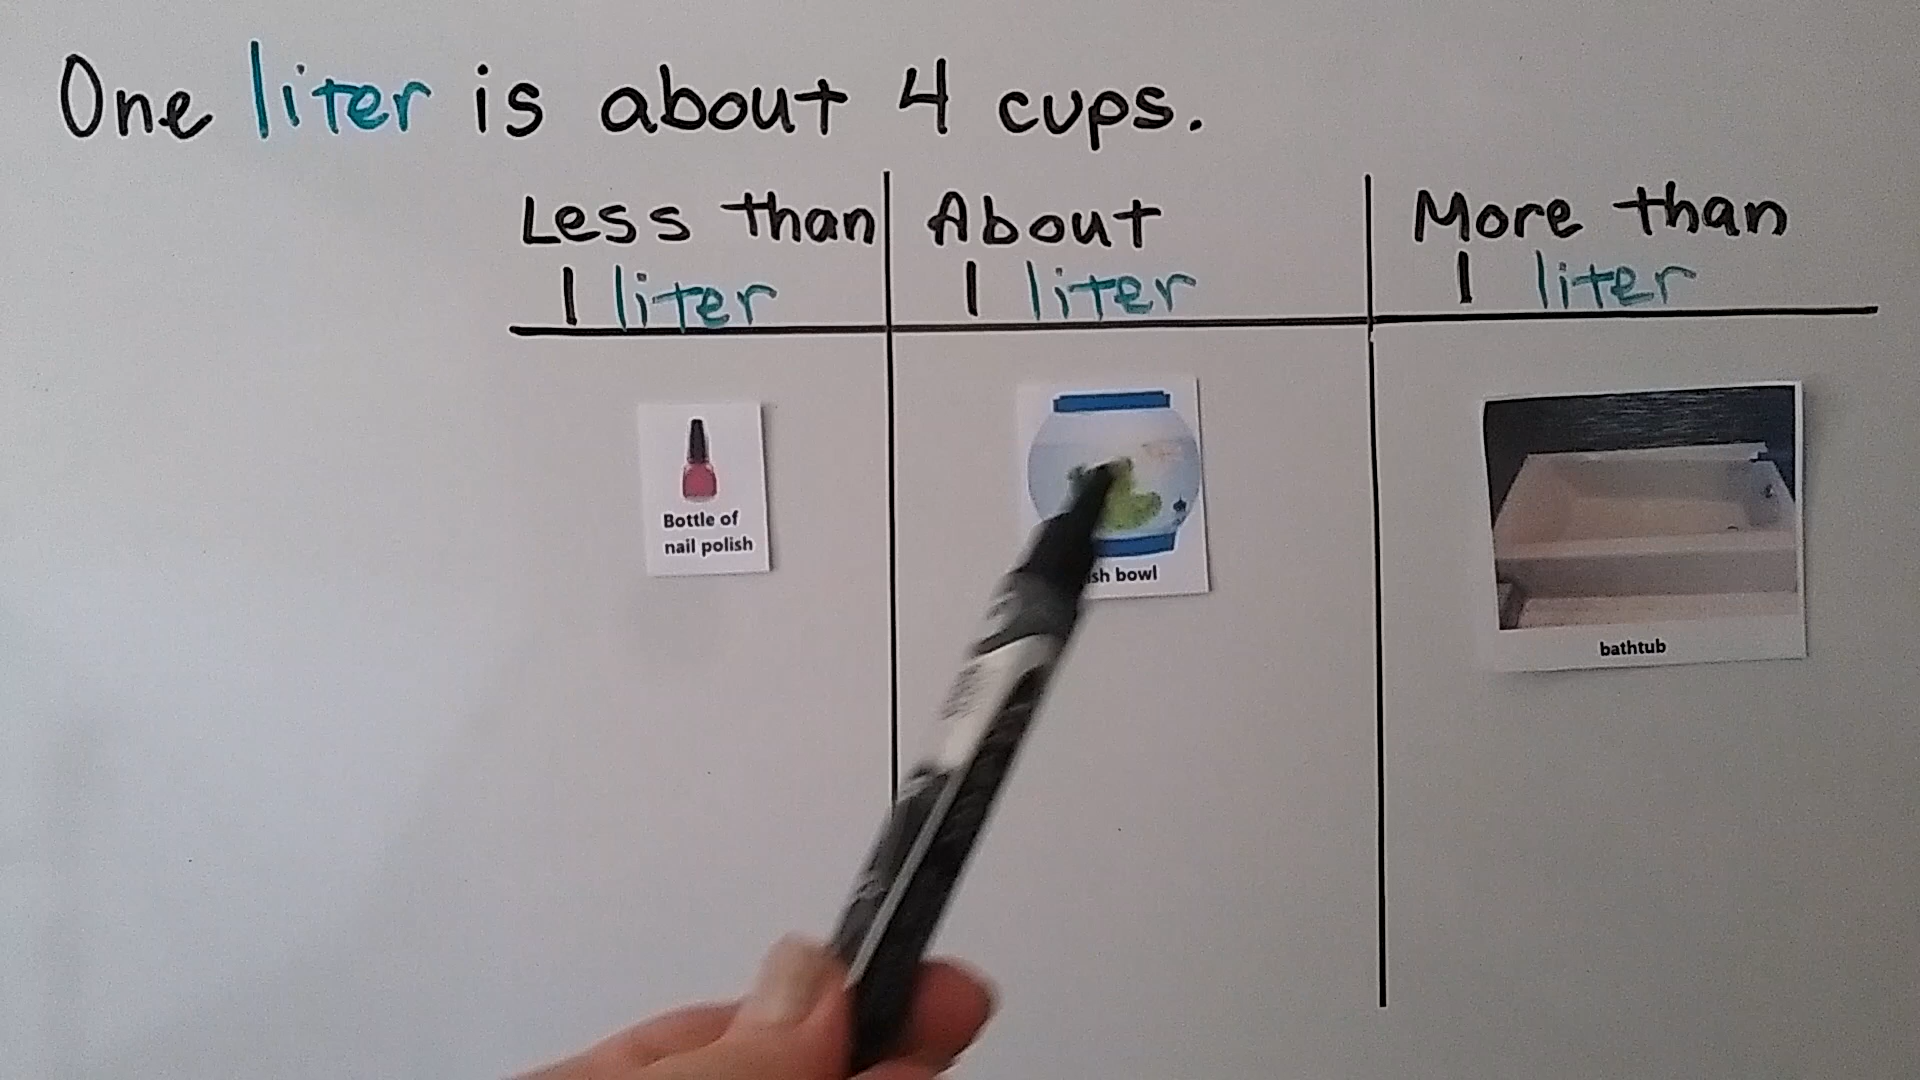 One liter is about 4 cups.
Less than
1 liter
About
1 liter
More than
1 liter
Bottle of
nail polish
bowl
bathtub